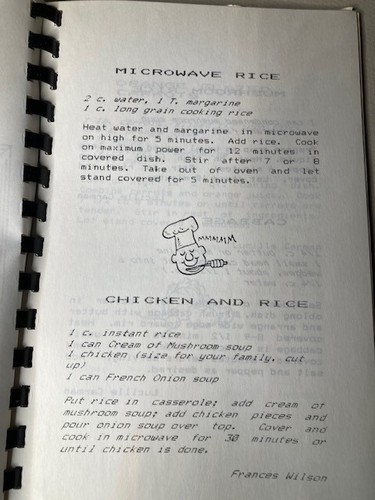 MICROWAVE RICE
2 c. water, 1 T. margarine
1 c. long grain cooking rice
Heat water and margarine in microwave
on high for 5 minutes. Add rice. Cook
on maximum power for 12 minutes in
covered dish. Stir after 7 or 8
minutes. Take out of oven and let
stand covered for 5 minutes.
MMMMMM
CHICKEN AND RICE
1 c. instant rice
1 can Cream of Mushroom soup
1 chicken (size for your family, cut
up)
1 can French Onion soup
Put rice in casserole; add cream of
mushroom soup; add chicken pieces and
pour onion soup over top. Cover and
cook in microwave for 30 minutes or
until chicken is done.
Frances Wilson